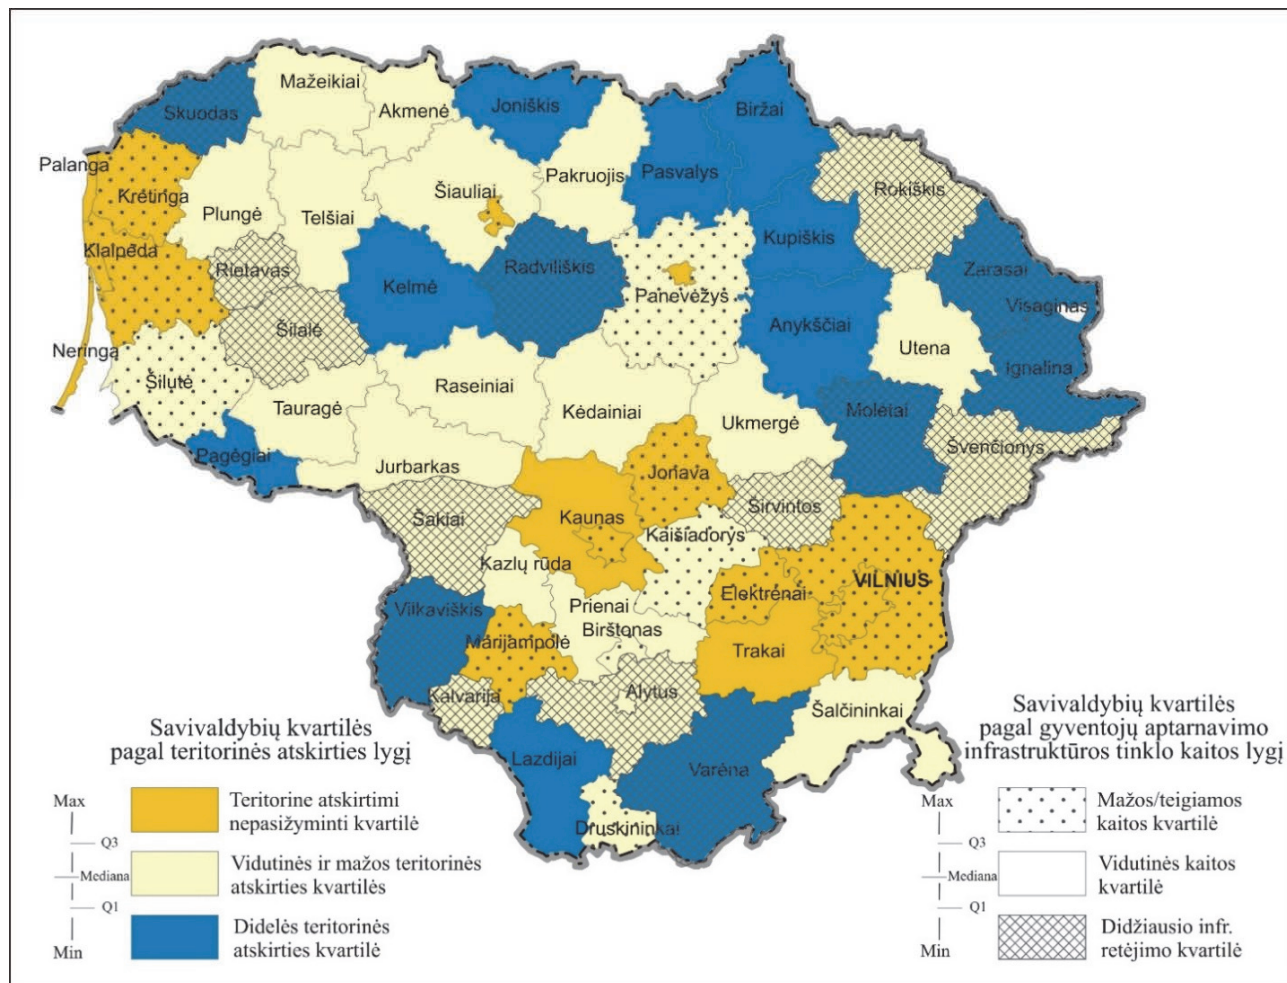 Mažeikiai
Skuodas
Akmenė
Joniškis
Biržai
Palanga
Kretinga
Plungė
Telšiai
Šiauliai
Pakruojis
Pasvalys
Rokiškis
Klaipėda
Rietavas
Kelmė
Radviliškis
Panevėžys
Kupiškis
Zarasai
Visaginas
Šilalė
Anykščiai
Utena
Ignalina
Neringa
Šilutė
Tauragė
Raseiniai
Kėdainiai
Ukmergė
Molėtai
Švenčionys
Pagėgiai
Jurbarkas
Jonava
Širvintos
Šakiai
Kaunas
Kaišiadorys
Kazlų rūda
Elektrėnai
VILNIUS
Vilkaviškis
Prienai
Birštonas
Marijampolė
Trakai
Kalvarija
Alytus
Šalčininkai
Lazdijai
Varėna
Druskininkai
Savivaldybių kvartilės
pagal teritorinės atskirties lygį
Max
Q3
Mediana
Q1
Min
Teritorine atskirtimi
nepasižyminti kvartilė
Vidutinės ir mažos teritorinės
atskirties kvartilės
Didelės teritorinės
atskirties kvartilė
Savivaldybių kvartilės
pagal gyventojų aptarnavimo
infrastruktūros tinklo kaitos lygį
Max
Q3
Mediana
Q1
Min
Mažos/teigiamos
kaitos kvartilė
Vidutinės kaitos
kvartilė
Didžiausio infr.
retėjimo kvartilė